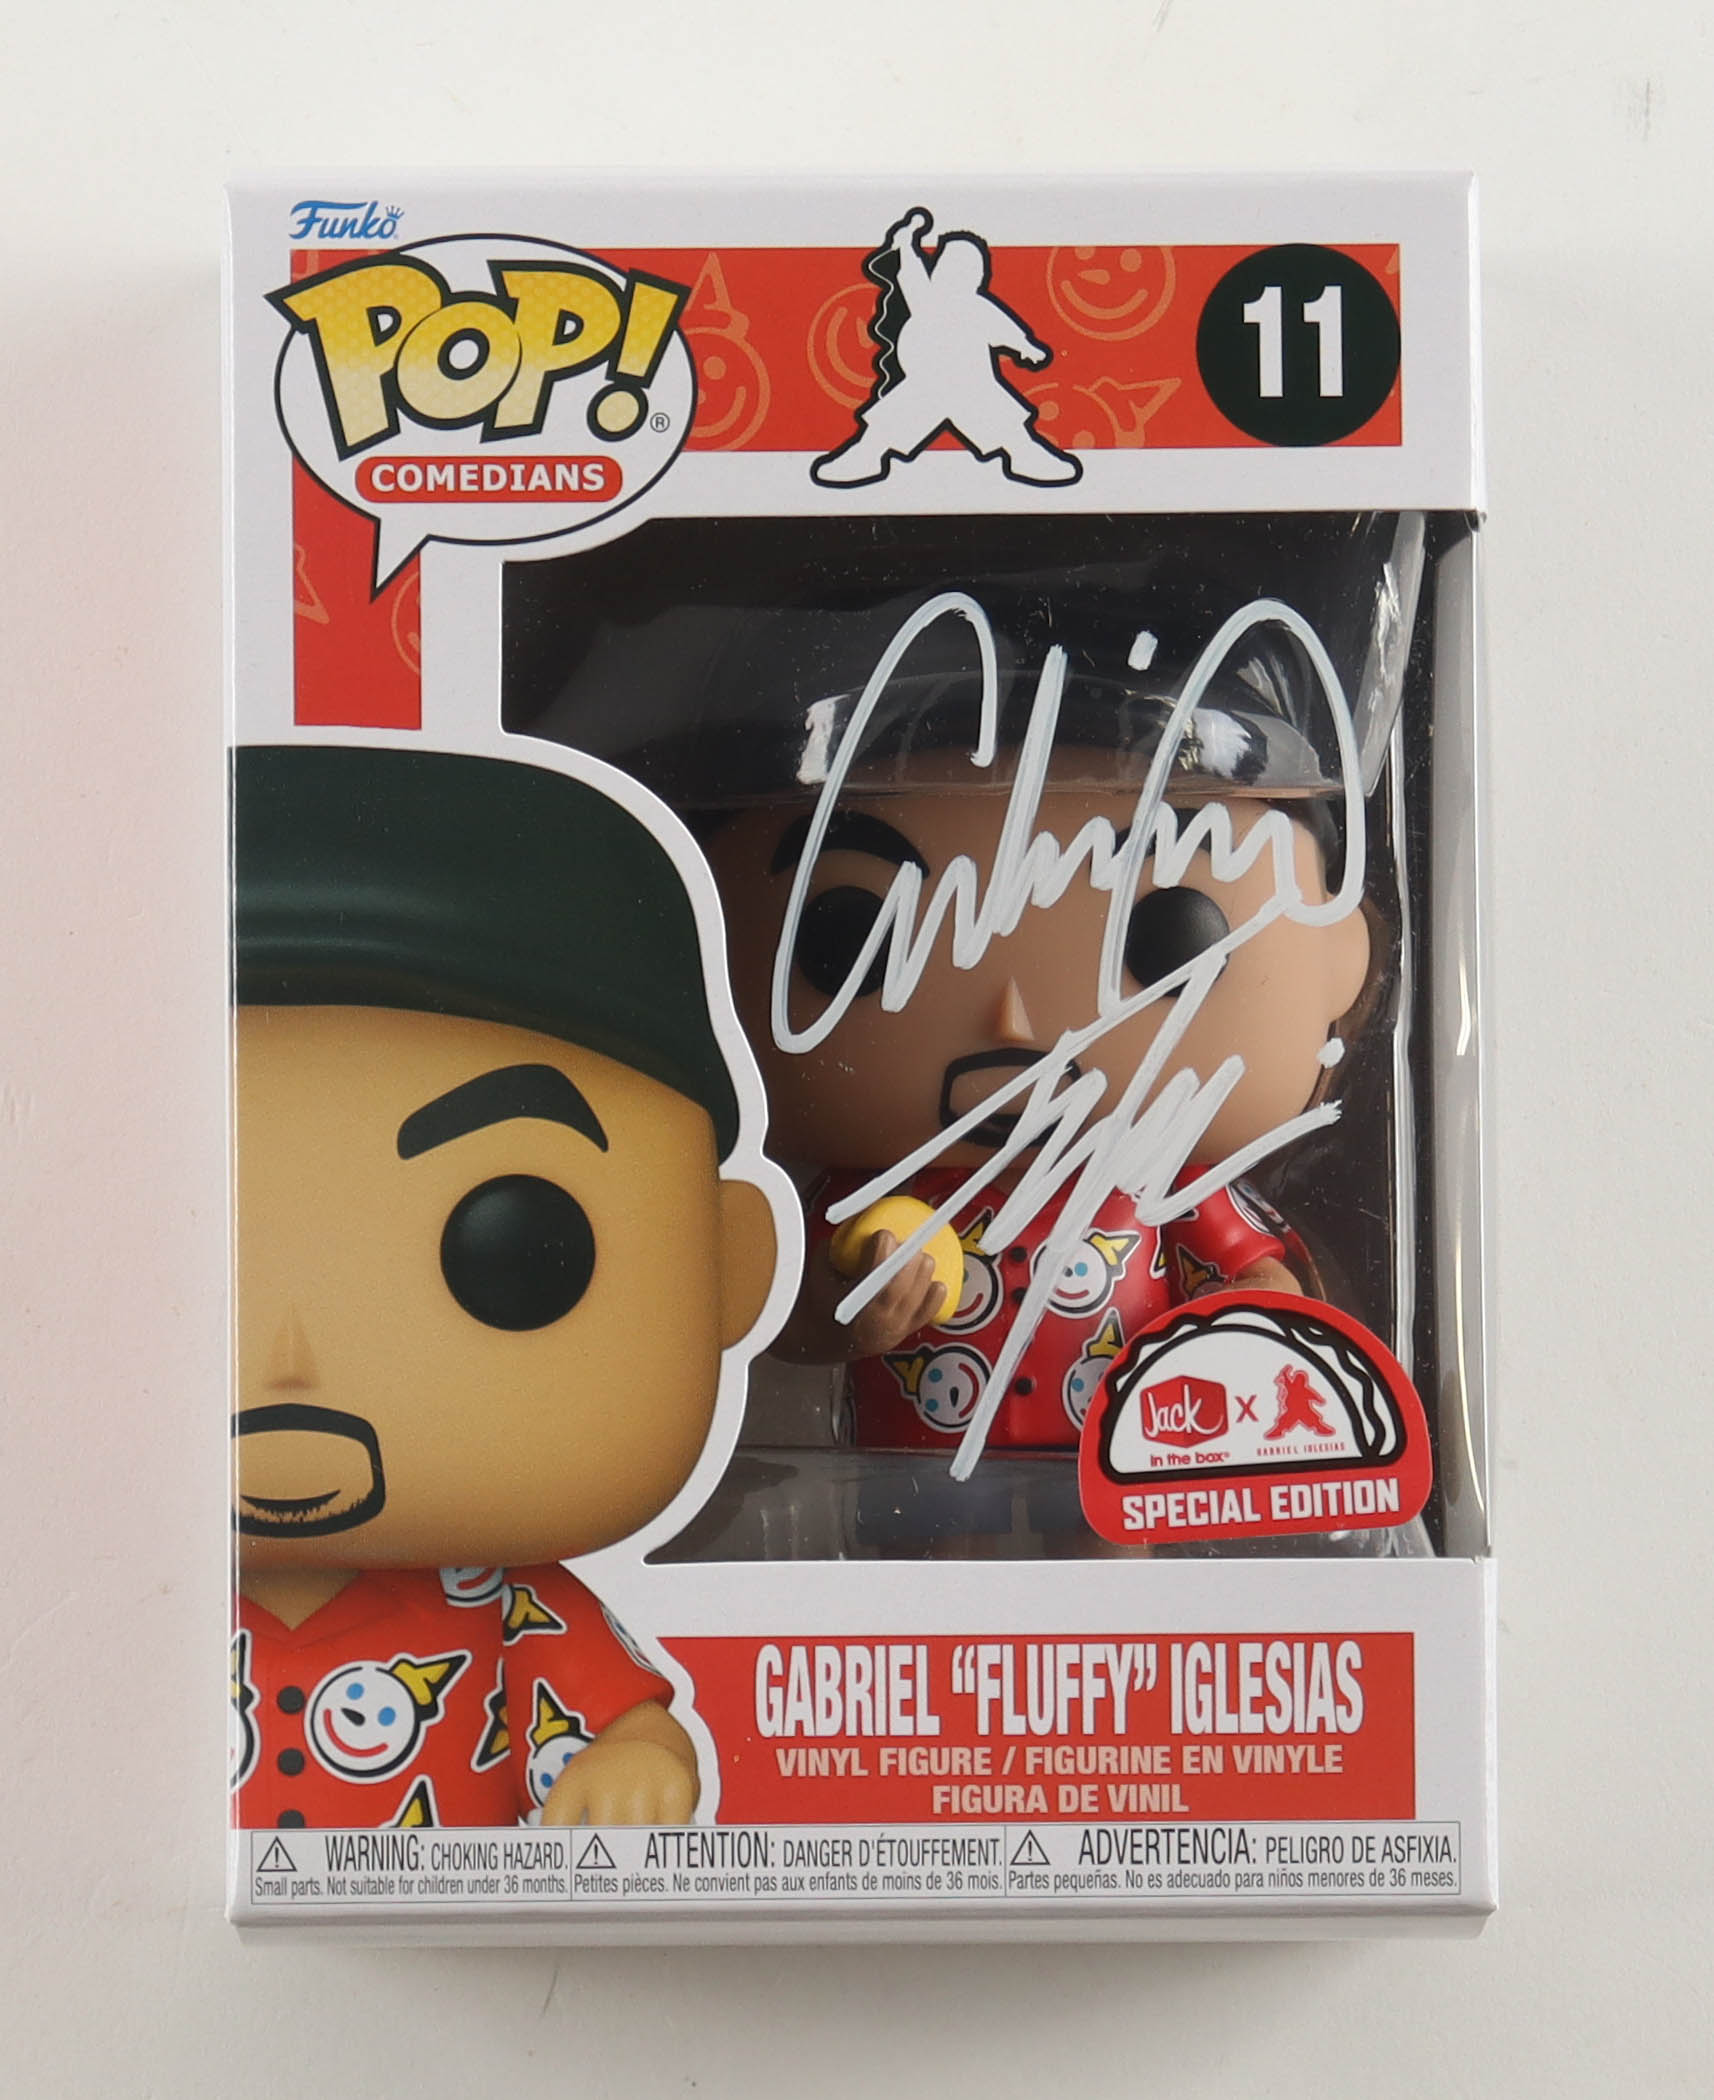 Funko
POP!®
COMEDIANS
11
Jack
in the box®
X
GABRIEL IGLESIAS
SPECIAL EDITION
GABRIEL “FLUFFY” IGLESIAS
VINYL FIGURE / FIGURINE EN VINYLE
FIGURA DE VINIL
WARNING: CHOKING HAZARD.
Small parts. Not suitable for children under 36 months.
ATTENTION: DANGER D'ÉTOUFFEMENT.
Petites pièces. Ne convient pas aux enfants de moins de 36 mois.
ADVERTENCIA: PELIGRO DE ASFIXIA.
Partes pequeñas. No es adecuado para niños menores de 36 meses.